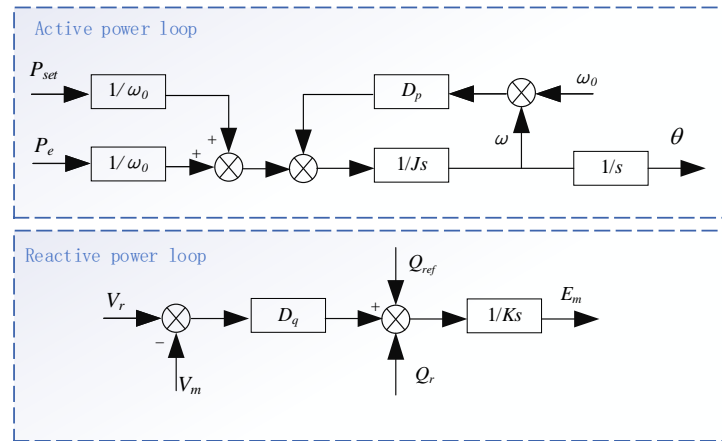 Active power loop
P_set
1/ω_0
+
P_e
1/ω_0
+
D_p
ω_0
ω
1/Js
1/s
θ
Reactive power loop
V_r
−
V_m
D_q
+
Q_ref
Q_r
1/Ks
E_m